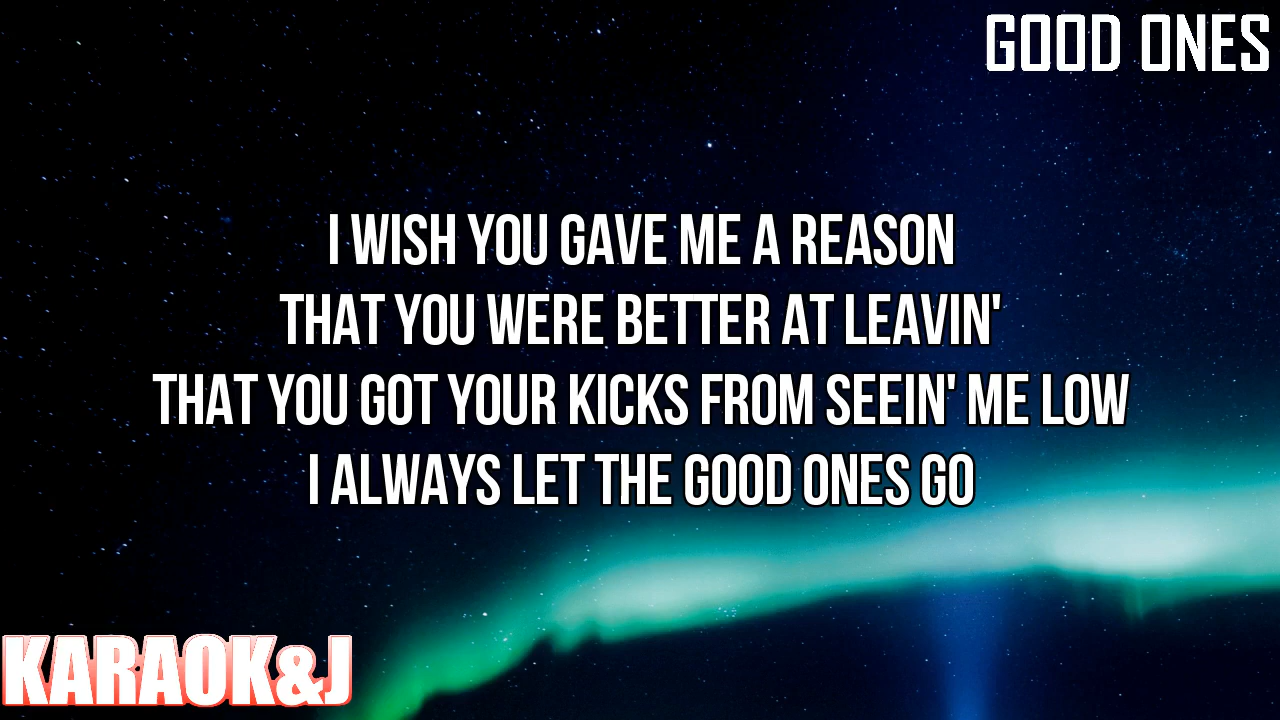 GOOD ONES
I WISH YOU GAVE ME A REASON
THAT YOU WERE BETTER AT LEAVIN'
THAT YOU GOT YOUR KICKS FROM SEEIN' ME LOW
I ALWAYS LET THE GOOD ONES GO
KARAOK&J